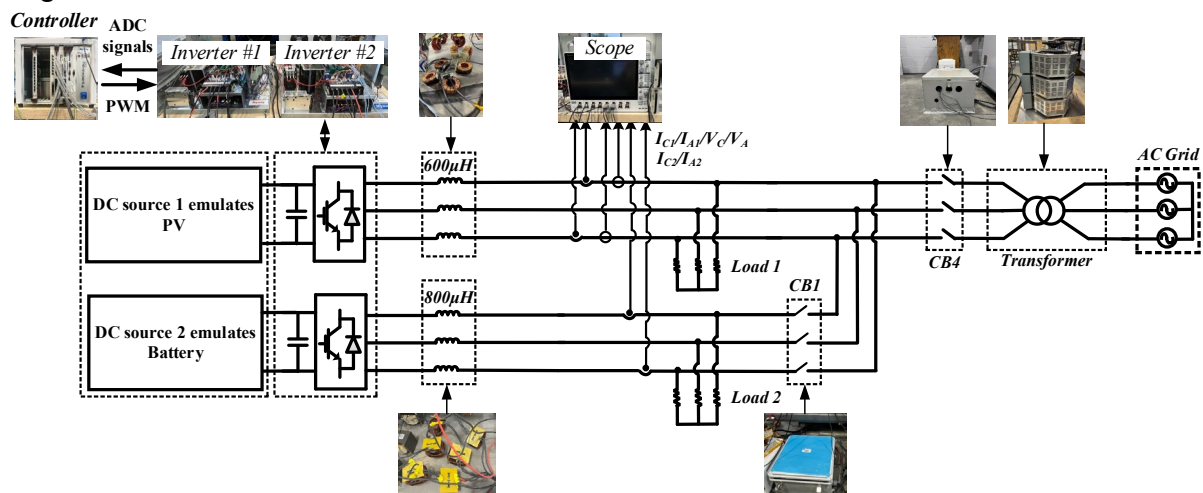 Controller
ADC
signals
PWM
Inverter #1
Inverter #2
Scope
I_C1/I_A1/V_C/V_A
I_C2/I_A2
600μH
AC Grid
DC source 1 emulates
PV
Load 1
CB4
Transformer
CB1
800μH
DC source 2 emulates
Battery
Load 2